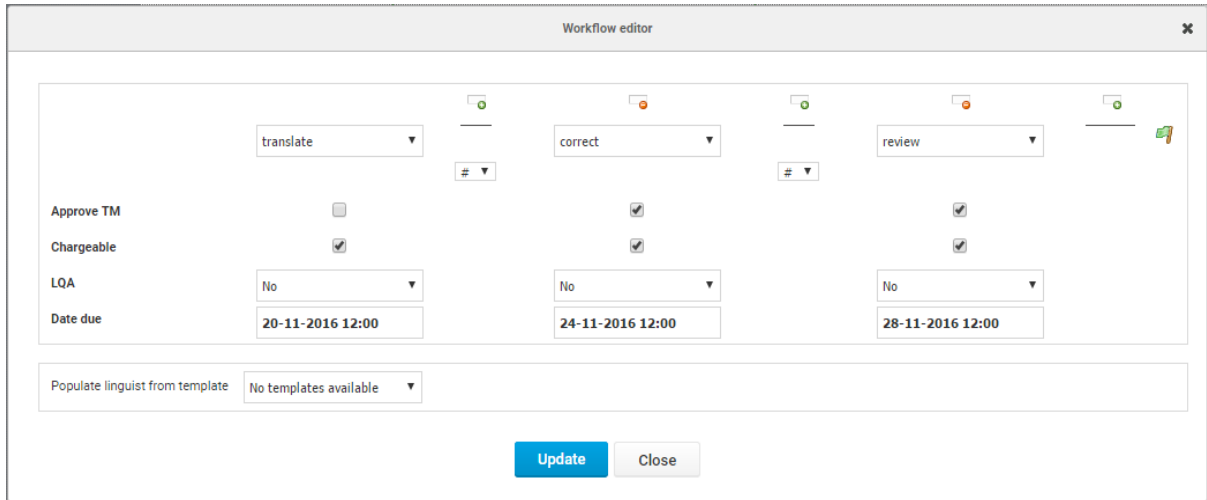 Workflow editor
translate correct review
# #
Approve TM
Chargeable
LQA No No No
Date due 20-11-2016 12:00 24-11-2016 12:00 28-11-2016 12:00
Populate linguist from template No templates available
Update Close